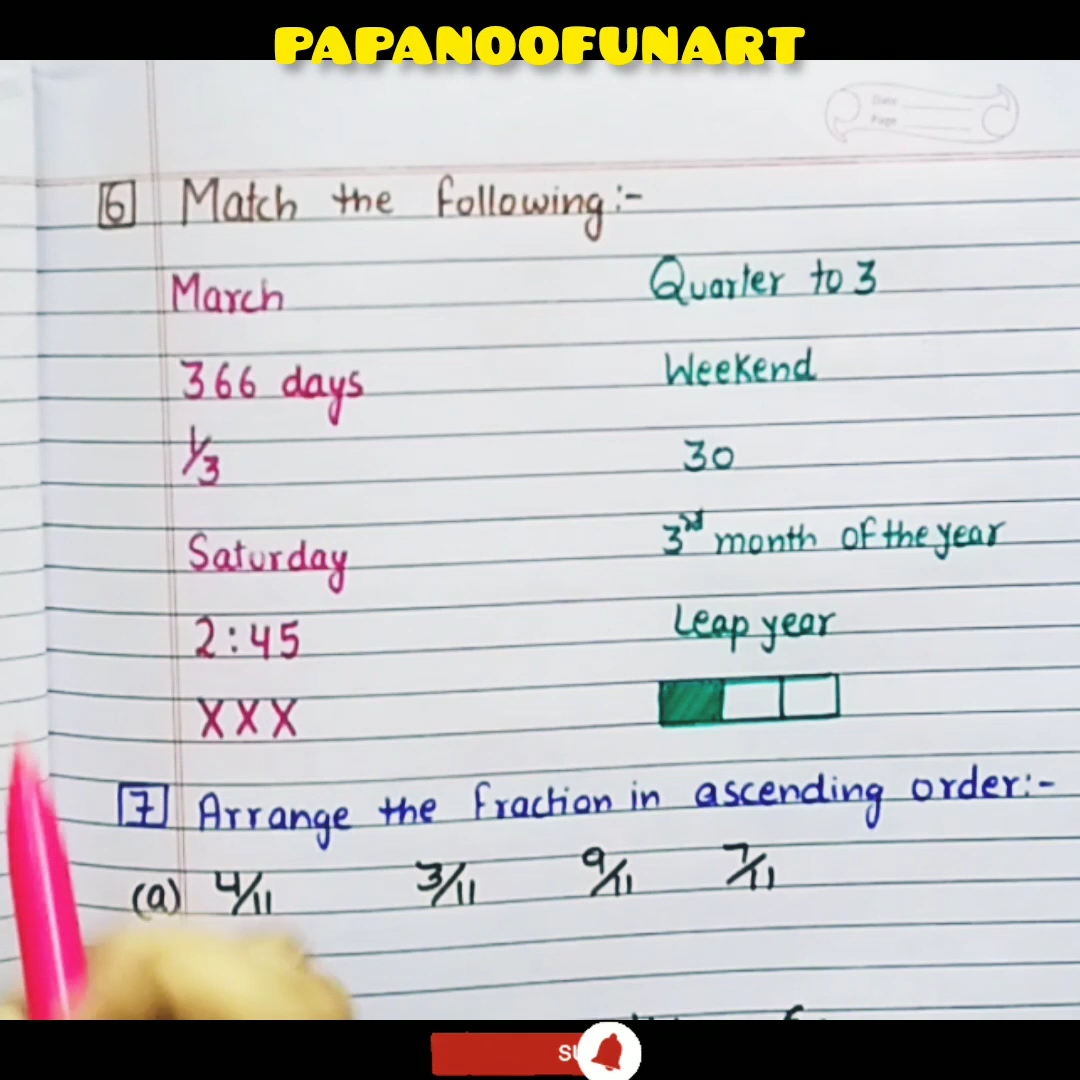 PAPANOOFUNART
Date
Page
6 Match the following:-
March Quarter to 3
366 days Weekend
1/3 30
Saturday 3rd month of the year
2:45 Leap year
XXX
7 Arrange the fraction in ascending order:-
(a) 4/11 3/11 9/11 7/11